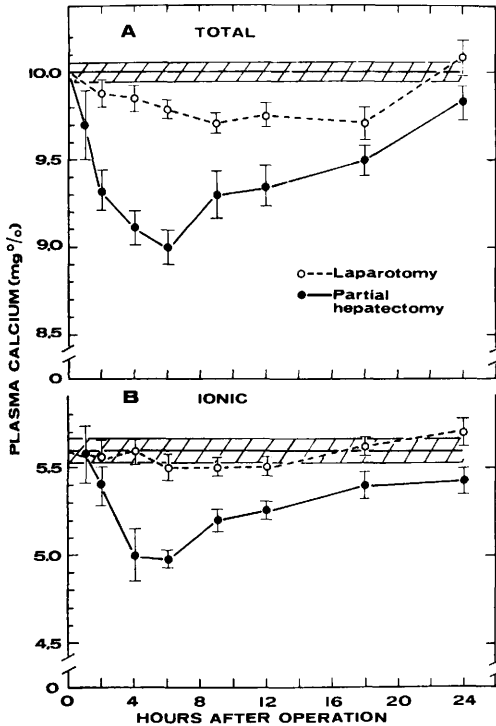 A TOTAL
10.0
9.5
9.0
8.5
0
Laparotomy
Partial
hepatectomy
PLASMA CALCIUM (mg%)
B IONIC
5.5
5.0
4.5
0
0 4 8 12 16 20 24
HOURS AFTER OPERATION